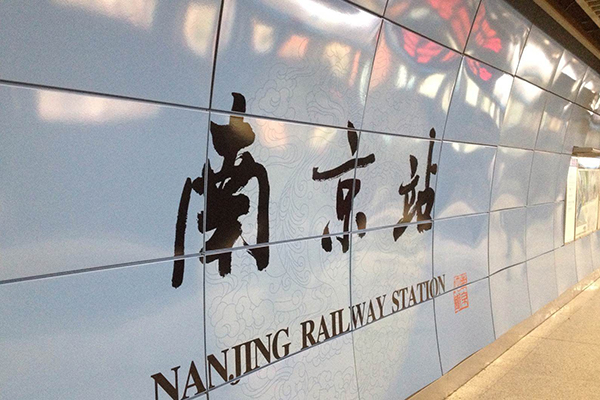 南京站
NANJING RAILWAY STATION